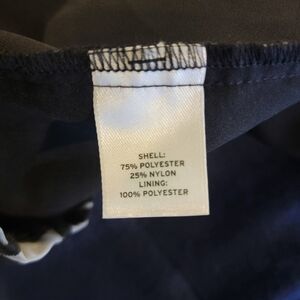 SHELL:
75% POLYESTER
25% NYLON
LINING:
100% POLYESTER